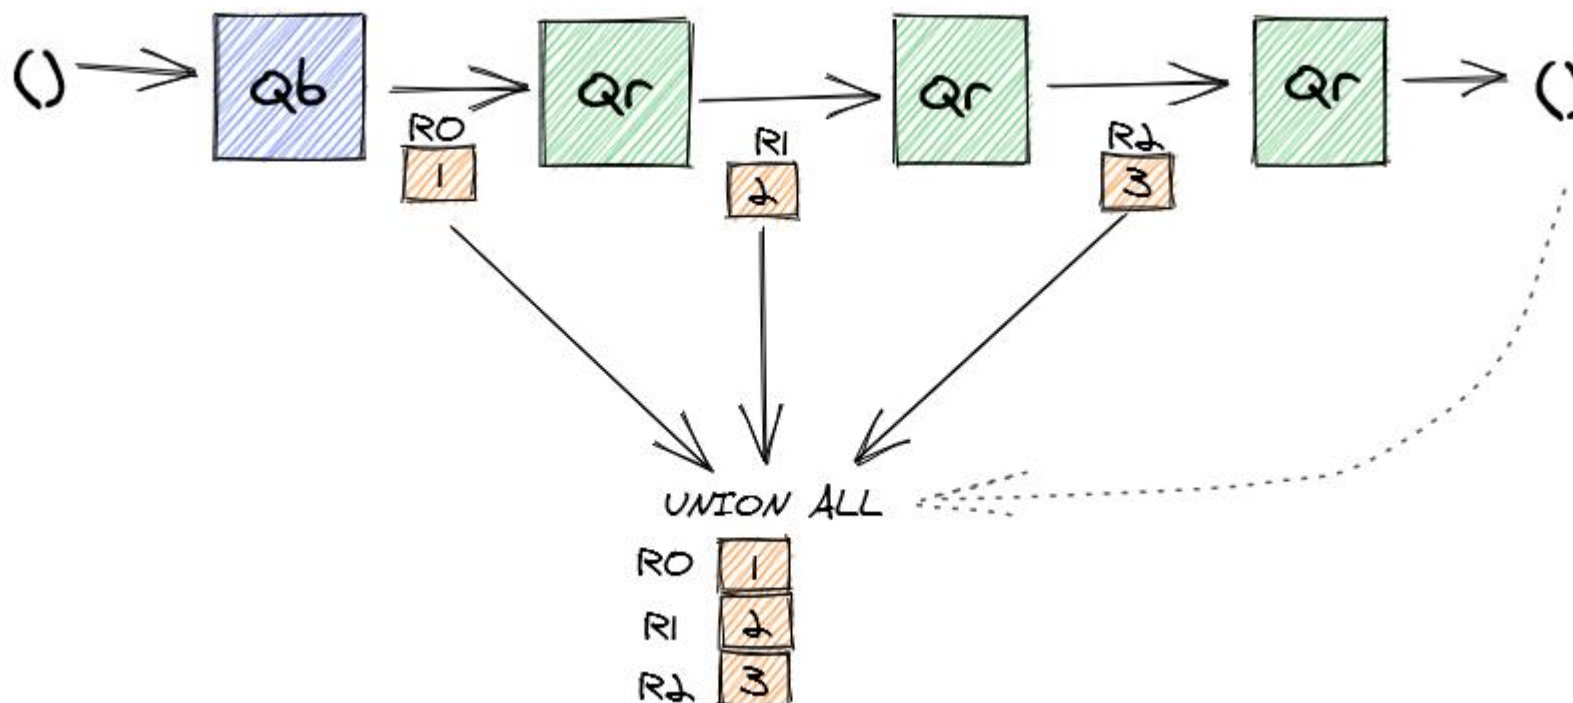 () Qb Qr Qr Qr ()
R0 R1 R2
1 2 3
UNION ALL
R0 1
R1 2
R2 3